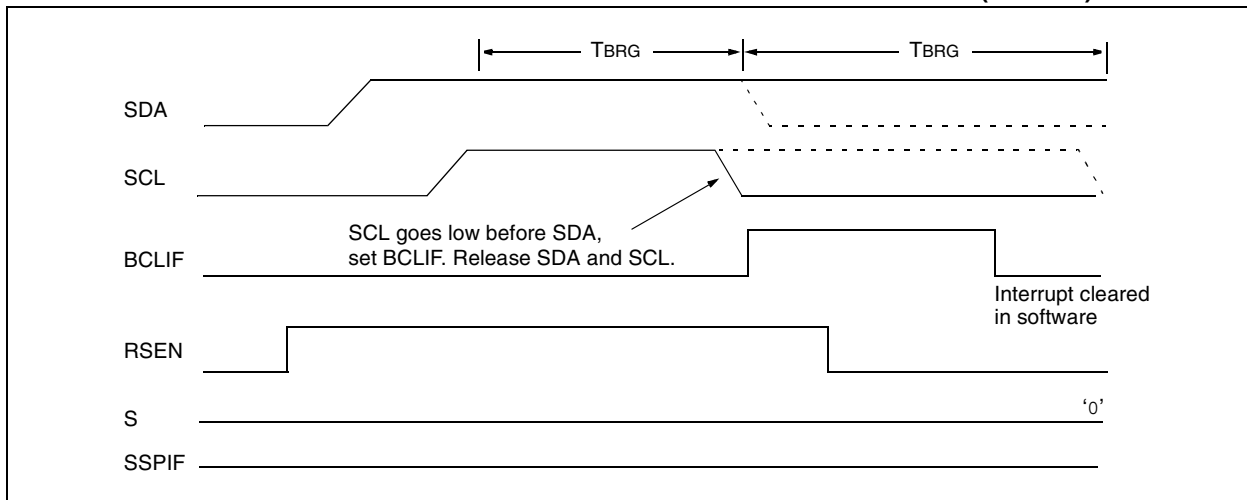 TBRG TBRG
SDA
SCL
SCL goes low before SDA,
set BCLIF. Release SDA and SCL.
BCLIF
Interrupt cleared
in software
RSEN
S ‘0’
SSPIF